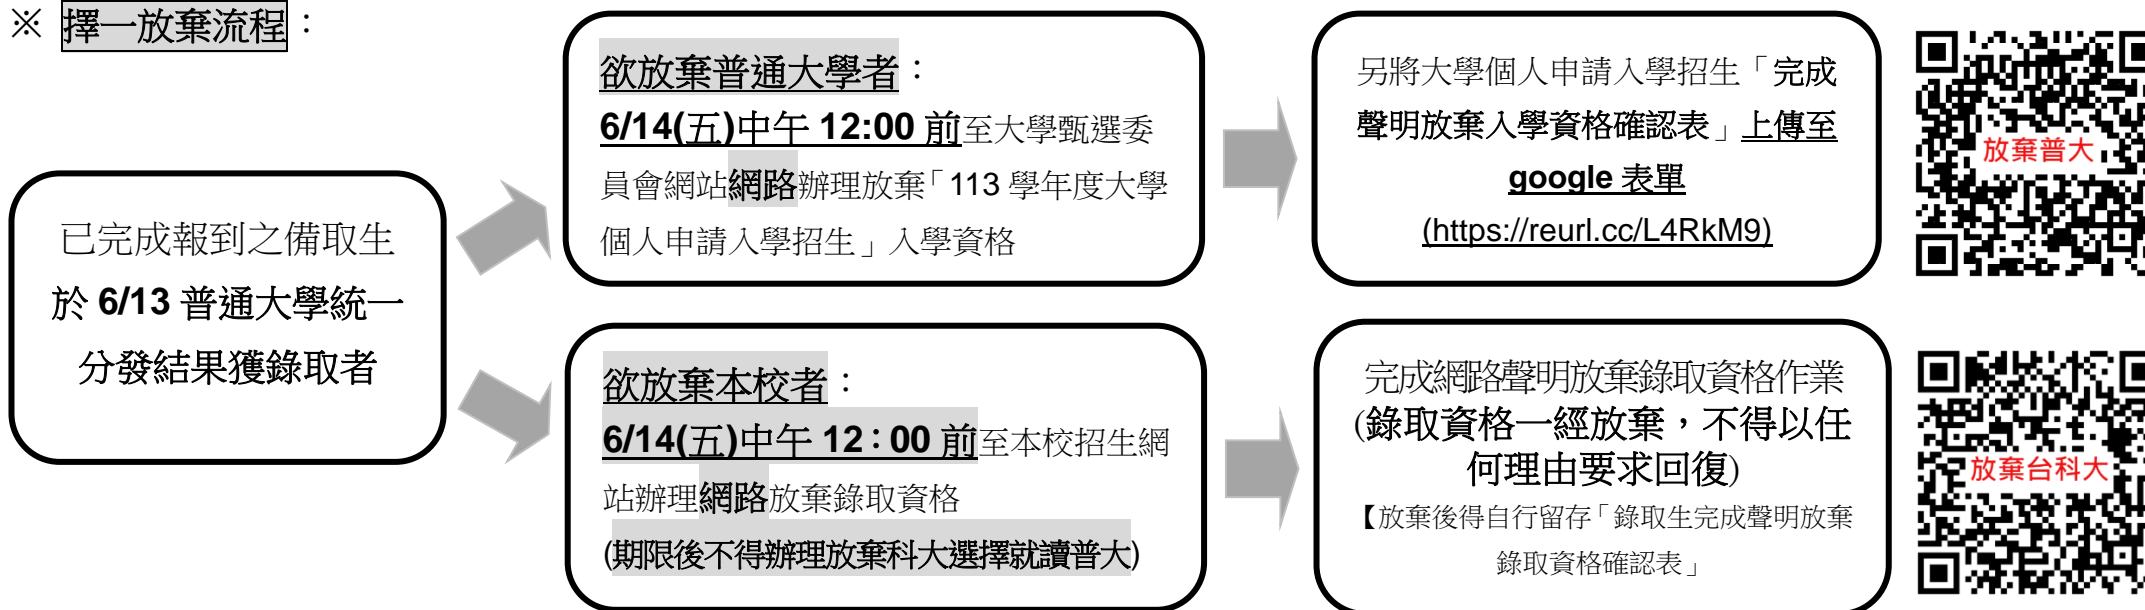 ※ 擇一放棄流程：
已完成報到之備取生
於 6/13 普通大學統一
分發結果獲錄取者
欲放棄普通大學者：
6/14(五)中午 12:00 前至大學甄選委
員會網站網路辦理放棄「113 學年度大學
個人申請入學招生」入學資格
另將大學個人申請入學招生「完成
聲明放棄入學資格確認表」上傳至
google 表單
(https://reurl.cc/L4RkM9)
放棄普大
欲放棄本校者：
6/14(五)中午 12：00 前至本校招生網
站辦理網路放棄錄取資格
(期限後不得辦理放棄科大選擇就讀普大)
完成網路聲明放棄錄取資格作業
(錄取資格一經放棄，不得以任
何理由要求回復)
【放棄後得自行留存「錄取生完成聲明放棄
錄取資格確認表」
放棄台科大